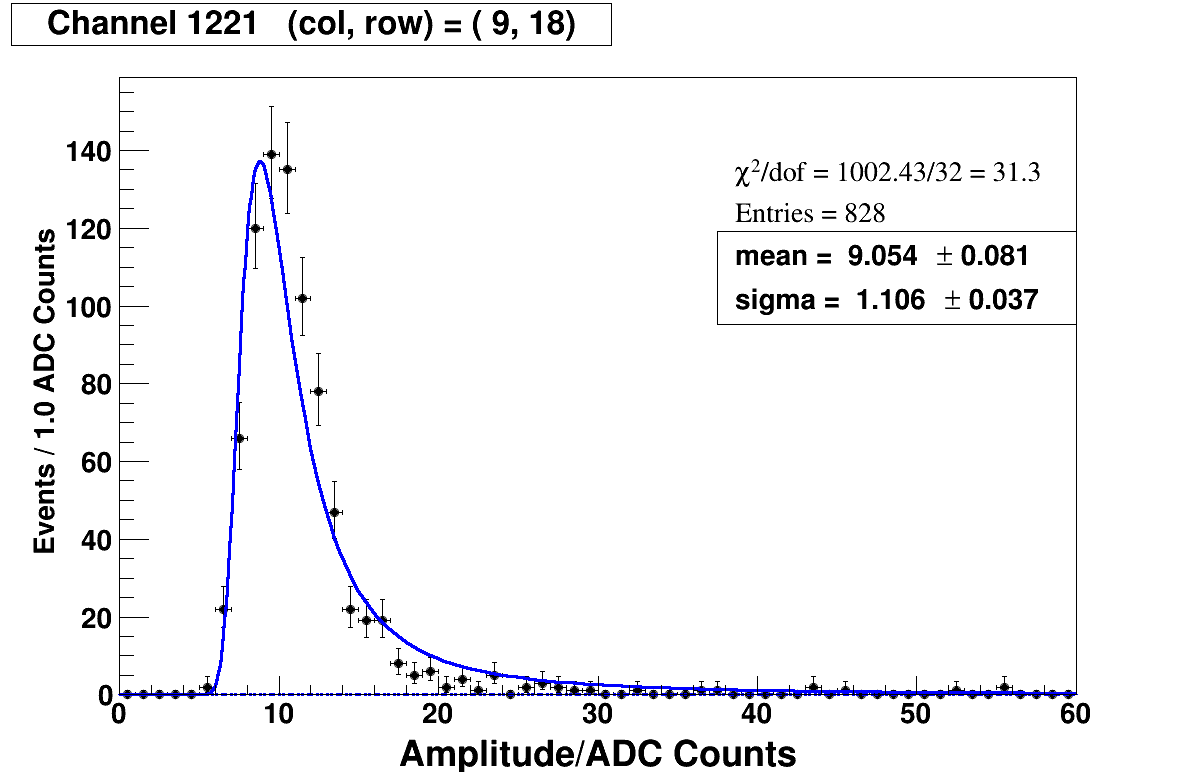 Channel 1221 (col, row) = ( 9, 18)
χ²/dof = 1002.43/32 = 31.3
Entries = 828
mean = 9.054 ± 0.081
sigma = 1.106 ± 0.037
Events / 1.0 ADC Counts
140
120
100
80
60
40
20
0
0 10 20 30 40 50 60
Amplitude/ADC Counts